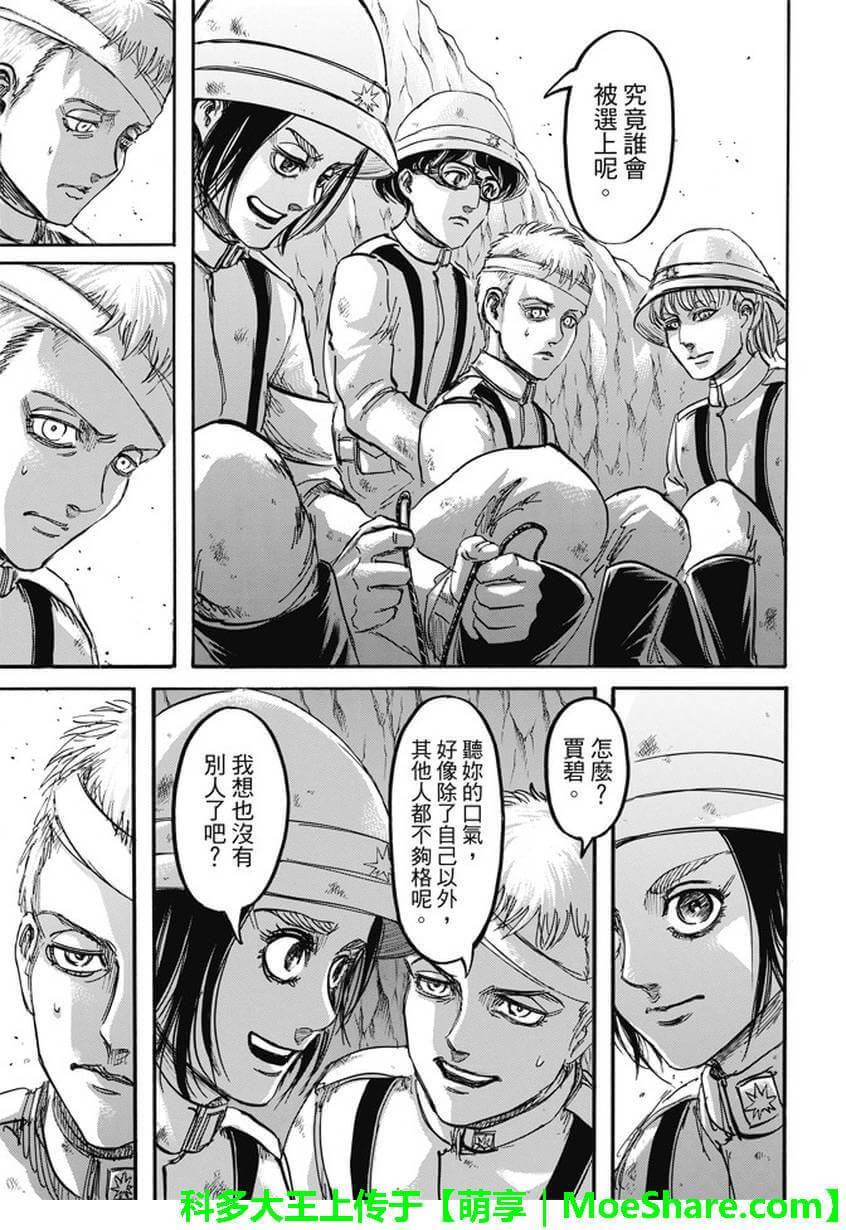 究竟誰會
被選上呢。
怎麼？
賈碧。
聽妳的口氣，
好像除了自己以外，
其他人都不夠格呢。
我想也沒有
別人了吧？
科多大王上传于【萌享】|MoeShare.com】